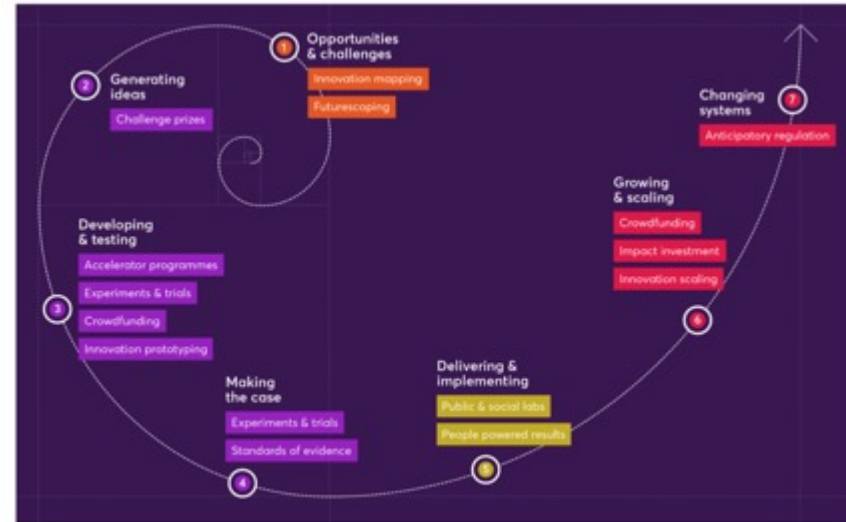 1
Opportunities
& challenges
Innovation mapping
Futurescoping
2
Generating
ideas
Challenge prizes
3
Developing
& testing
Accelerator programmes
Experiments & trials
Crowdfunding
Innovation prototyping
4
Making
the case
Experiments & trials
Standards of evidence
5
Delivering &
implementing
Public & social labs
People powered results
6
Growing
& scaling
Crowdfunding
Impact investment
Innovation scaling
7
Changing
systems
Anticipatory regulation